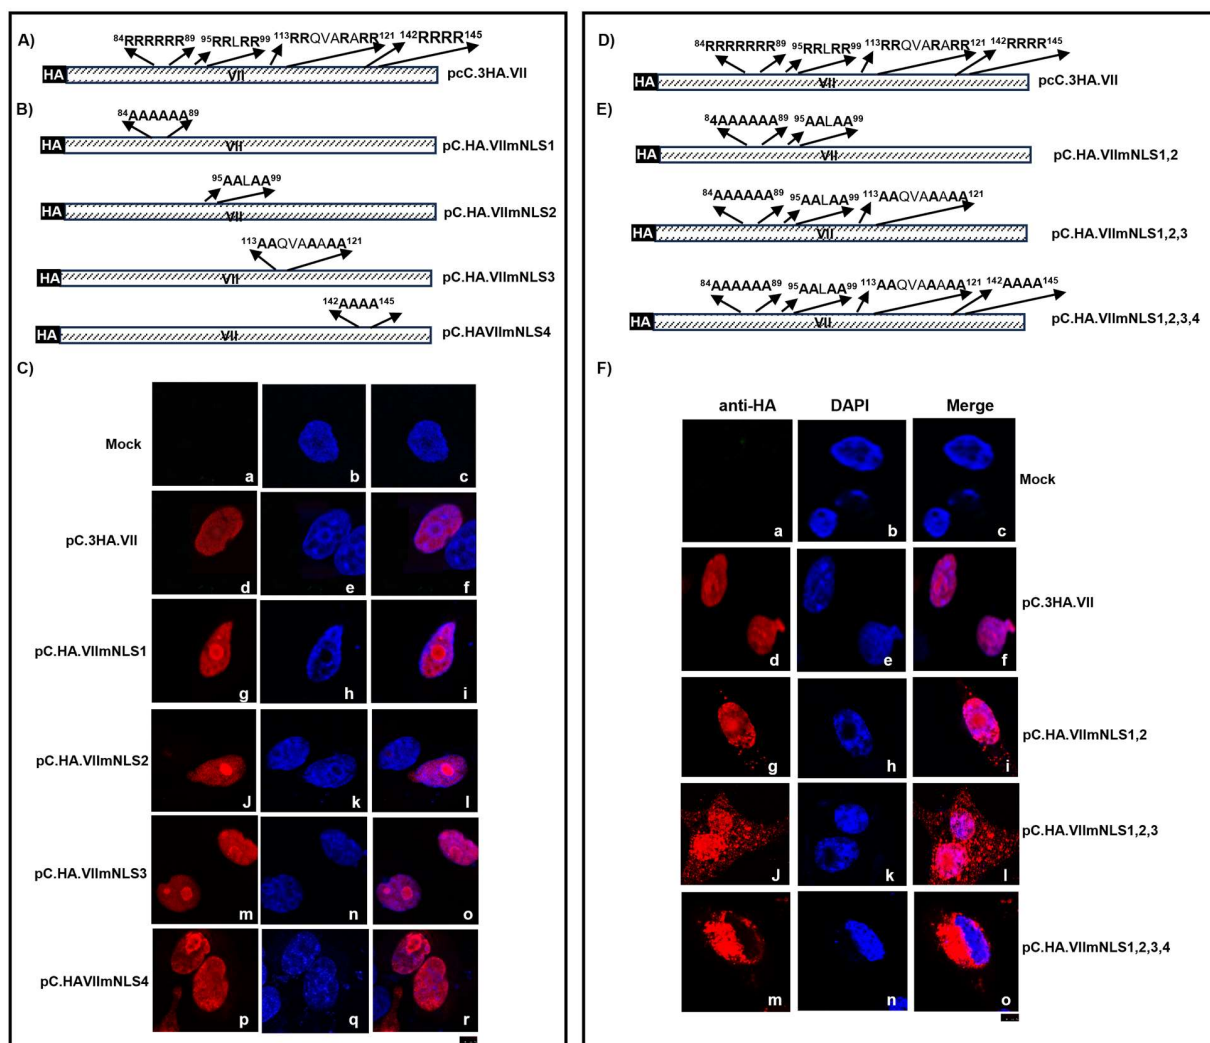 A)
84RRRRRR89 95RRLRR99 113RRQVARARR121 142RRRR145
HA VII pcC.3HA.VII
B)
84AAAAAA89
HA VII pC.HA.VIImNLS1
95AALAA99
HA VII pC.HA.VIImNLS2
113AAQVAAAAA121
HA VII pC.HA.VIImNLS3
142AAAA145
HA VII pC.HAVIImNLS4
C)
Mock a b c
pC.3HA.VII d e f
pC.HA.VIImNLS1 g h i
pC.HA.VIImNLS2 J k l
pC.HA.VIImNLS3 m n o
pC.HAVIImNLS4 p q r
D)
84RRRRRRR89 95RRLRR99 113RRQVARARR121 142RRRR145
HA VII pcC.3HA.VII
E)
84AAAAAA89 95AALAA99
HA VII pC.HA.VIImNLS1,2
84AAAAAA89 95AALAA99 113AAQVAAAAA121
HA VII pC.HA.VIImNLS1,2,3
84AAAAAA89 95AALAA99 113AAQVAAAAA121 142AAAA145
HA VII pC.HA.VIImNLS1,2,3,4
F)
anti-HA DAPI Merge
a b c Mock
d e f pC.3HA.VII
g h i pC.HA.VIImNLS1,2
J k l pC.HA.VIImNLS1,2,3
m n o pC.HA.VIImNLS1,2,3,4